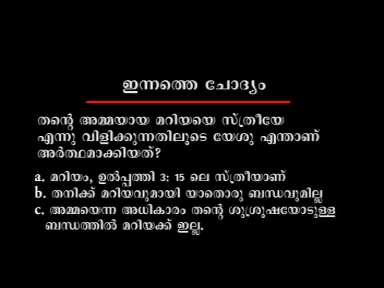 ഇന്നത്തെ ചോദ്യം
തന്റെ അമ്മയായ മറിയയെ സ്ത്രീയേ
എന്നു വിളിക്കുന്നതിലൂടെ യേശു എന്താണ്
അർത്ഥമാക്കിയത്?
a. മറിയം, ഉൽപ്പത്തി 3: 15 ലെ സ്ത്രീയാണ്
b. തനിക്ക് മറിയവുമായി യാതൊരു ബന്ധവുമില്ല
c. അമ്മയെന്ന അധികാരം തന്റെ ശുശ്രൂഷയോടുള്ള
ബന്ധത്തിൽ മറിയക്ക് ഇല്ല.